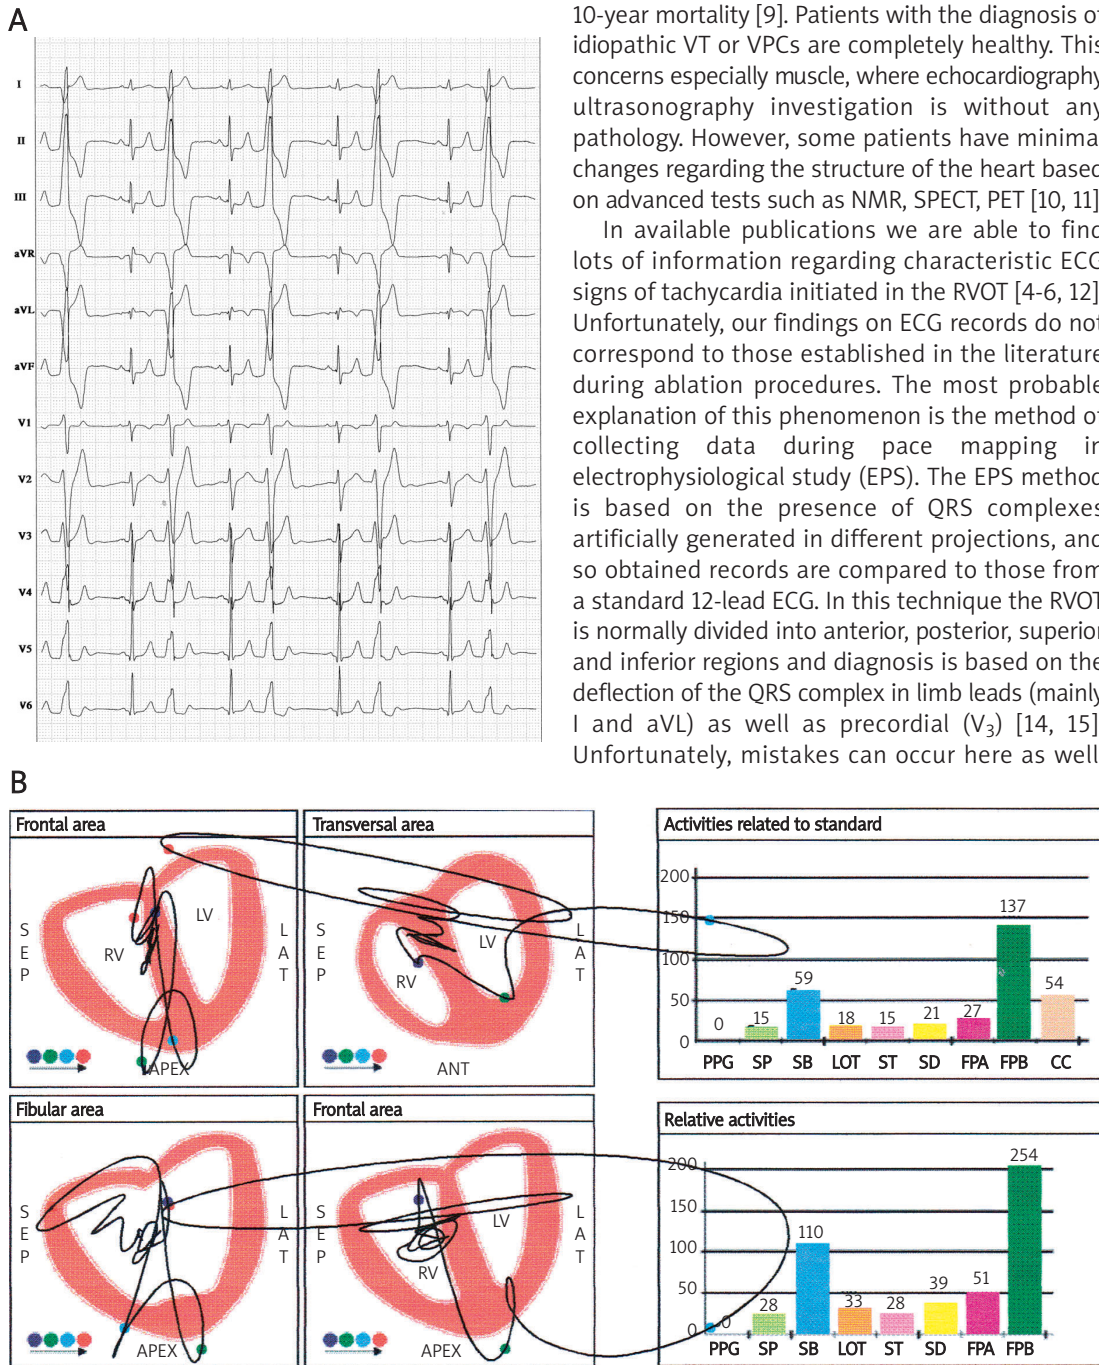 A
I
II
III
aVR
aVL
aVF
V1
V2
V3
V4
V5
V6
10-year mortality [9]. Patients with the diagnosis of
idiopathic VT or VPCs are completely healthy. This
concerns especially muscle, where echocardiography
ultrasonography investigation is without any
pathology. However, some patients have minima
changes regarding the structure of the heart based
on advanced tests such as NMR, SPECT, PET [10, 11]
In available publications we are able to find
lots of information regarding characteristic ECG
signs of tachycardia initiated in the RVOT [4-6, 12]
Unfortunately, our findings on ECG records do not
correspond to those established in the literature
during ablation procedures. The most probable
explanation of this phenomenon is the method of
collecting data during pace mapping in
electrophysiological study (EPS). The EPS method
is based on the presence of QRS complexes
artificially generated in different projections, and
so obtained records are compared to those from
a standard 12-lead ECG. In this technique the RVOT
is normally divided into anterior, posterior, superior
and inferior regions and diagnosis is based on the
deflection of the QRS complex in limb leads (mainly
I and aVL) as well as precordial (V3) [14, 15]
Unfortunately, mistakes can occur here as well
B
Frontal area
SEP
RV
LV
LAT
APEX
Transversal area
SEP
RV
LV
LAT
ANT
Activities related to standard
200
150
100
50
0
0
15
59
18
15
21
27
137
54
PPG SP SB LOT ST SD FPA FPB CC
Fibular area
SEP
LAT
APEX
Frontal area
SEP
RV
LV
LAT
APEX
Relative activities
200
150
100
50
0
0
28
110
33
28
39
51
254
PPG SP SB LOT ST SD FPA FPB